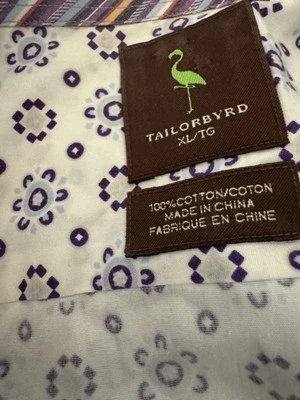 TAILORBYRD
XL/TG
100% COTTON/COTON
MADE IN CHINA
FABRIQUE EN CHINE